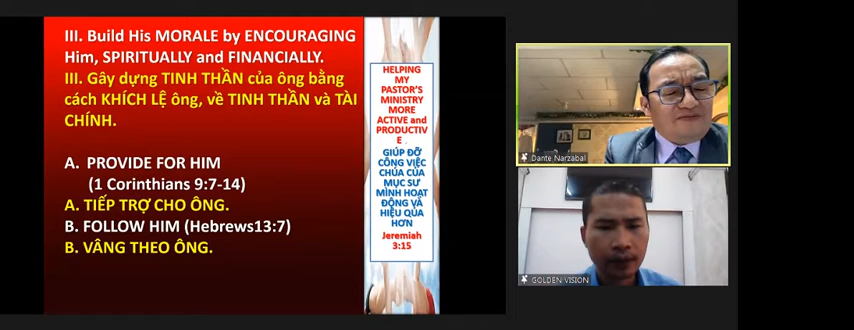 III. Build His MORALE by ENCOURAGING
Him, SPIRITUALLY and FINANCIALLY.
III. Gây dựng TINH THẦN của ông bằng
cách KHÍCH LỆ ông, về TINH THẦN và TÀI
CHÍNH.
A. PROVIDE FOR HIM
(1 Corinthians 9:7-14)
A. TIẾP TRỢ CHO ÔNG.
B. FOLLOW HIM (Hebrews13:7)
B. VÂNG THEO ÔNG.
HELPING
MY
PASTOR'S
MINISTRY
MORE
ACTIVE and
PRODUCTIV
E
GIÚP ĐỠ
CÔNG VIỆC
CHÚA CỦA
MỤC SƯ
MÌNH HOẠT
ĐỘNG VÀ
HIỆU QUẢ
HƠN
Jeremiah
3:15
Dante Narzabal
GOLDEN VISION